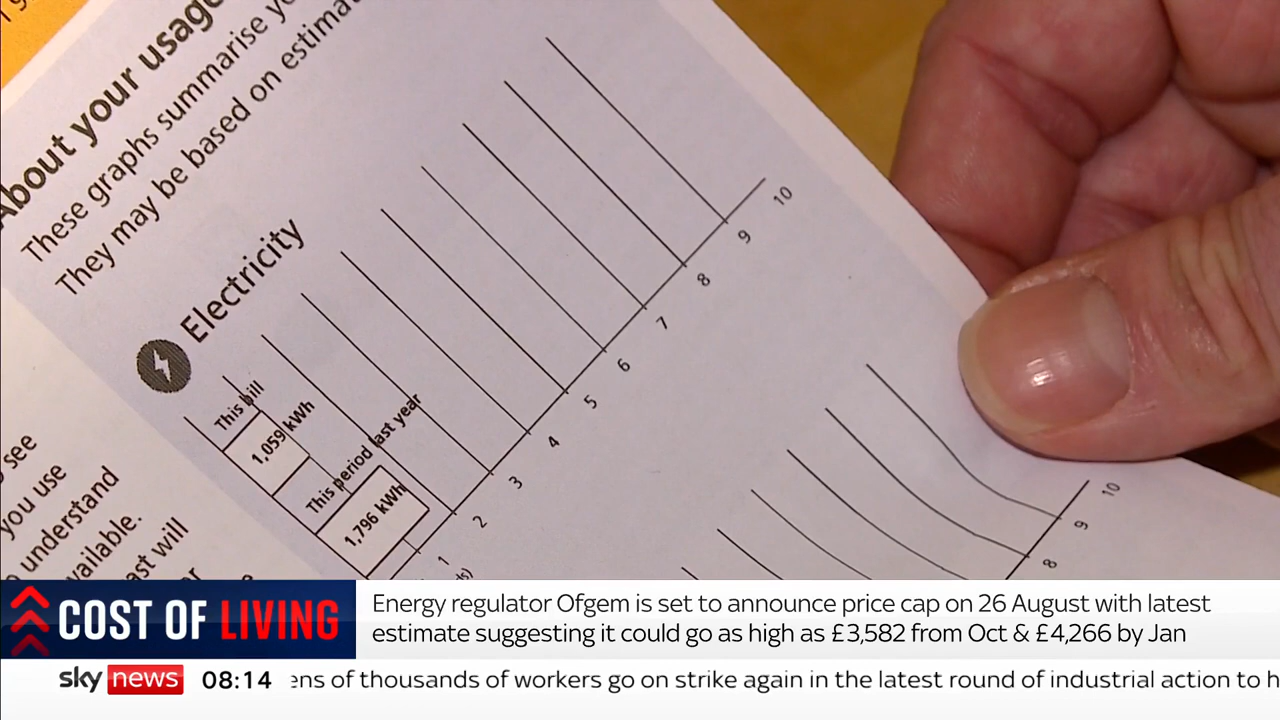 About your usage
These graphs summarise
They may be based on
Electricity
This bill
1,059 kWh
This period last year
1,796 kWh
1
2
3
4
5
6
7
8
9
10
8
9
10
see
you use
understand
will
COST OF LIVING
Energy regulator Ofgem is set to announce price cap on 26 August with latest
estimate suggesting it could go as high as £3,582 from Oct & £4,266 by Jan
sky news 08:14 of thousands of workers go on strike again in the latest round of industrial action to